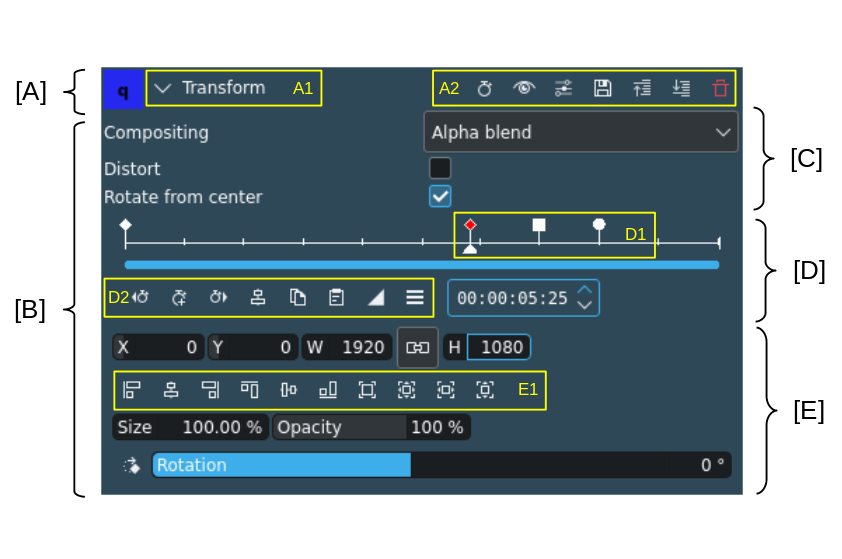 [A]
q Transform A1 A2
Compositing Alpha blend
[C]
Distort
Rotate from center
D1
[D]
D2 00:00:05:25
[B]
X 0 Y 0 W 1920 H 1080
E1
[E]
Size 100.00 % Opacity 100 %
Rotation 0 °